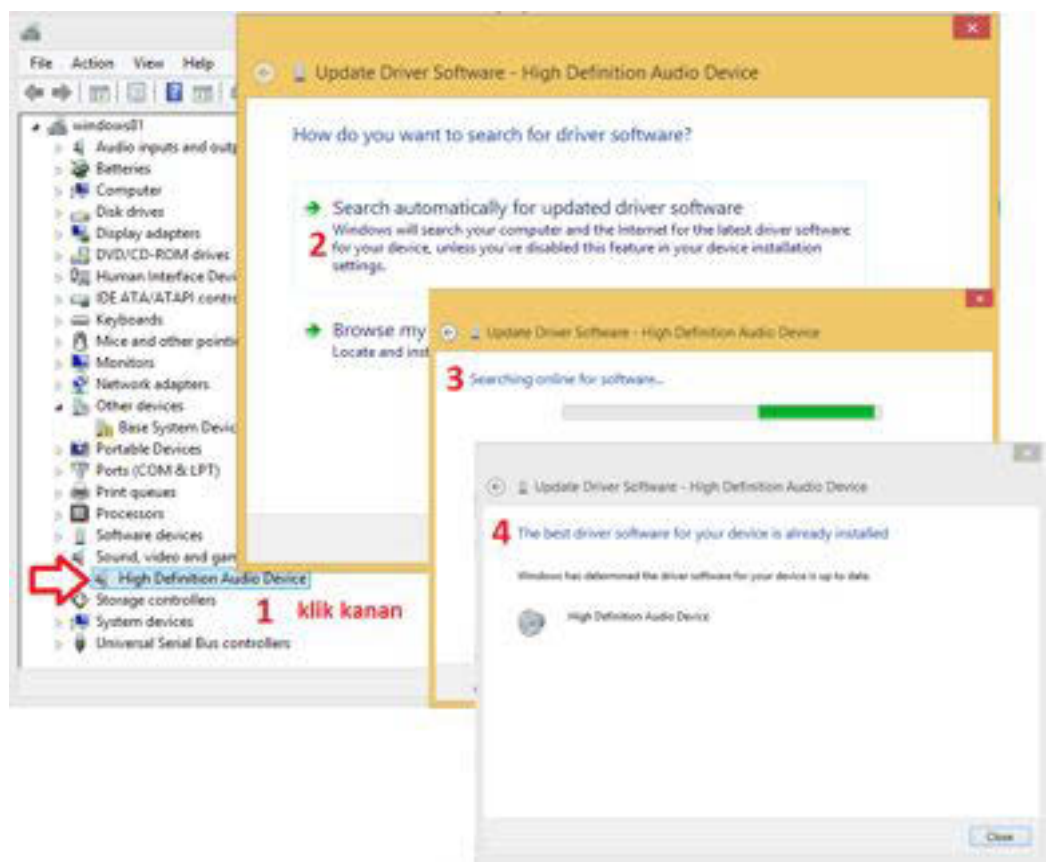 File Action View Help
windows81
Audio inputs and outp
Batteries
Computer
Disk drives
Display adapters
DVD/CD-ROM drives
Human Interface Devi
IDE ATA/ATAPI contro
Keyboards
Mice and other pointi
Monitors
Network adapters
Other devices
Base System Devic
Portable Devices
Ports (COM & LPT)
Print queues
Processors
Software devices
Sound, video and gam
High Definition Audio Device
Storage controllers
System devices
Universal Serial Bus controllers
1 klik kanan
Update Driver Software - High Definition Audio Device
How do you want to search for driver software?
Search automatically for updated driver software
Windows will search your computer and the Internet for the latest driver software
2 for your device, unless you've disabled this feature in your device installation
settings.
Browse my
Locate and inst
Update Driver Software - High Definition Audio Device
3 Searching online for software...
Update Driver Software - High Definition Audio Device
4 The best driver software for your device is already installed
Windows has determined the driver software for your device is up to date.
High Definition Audio Device
Close